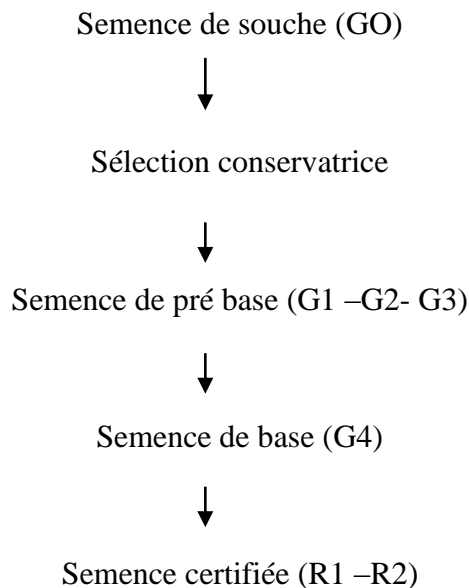 Semence de souche (GO)
Sélection conservatrice
Semence de pré base (G1 –G2- G3)
Semence de base (G4)
Semence certifiée (R1 –R2)